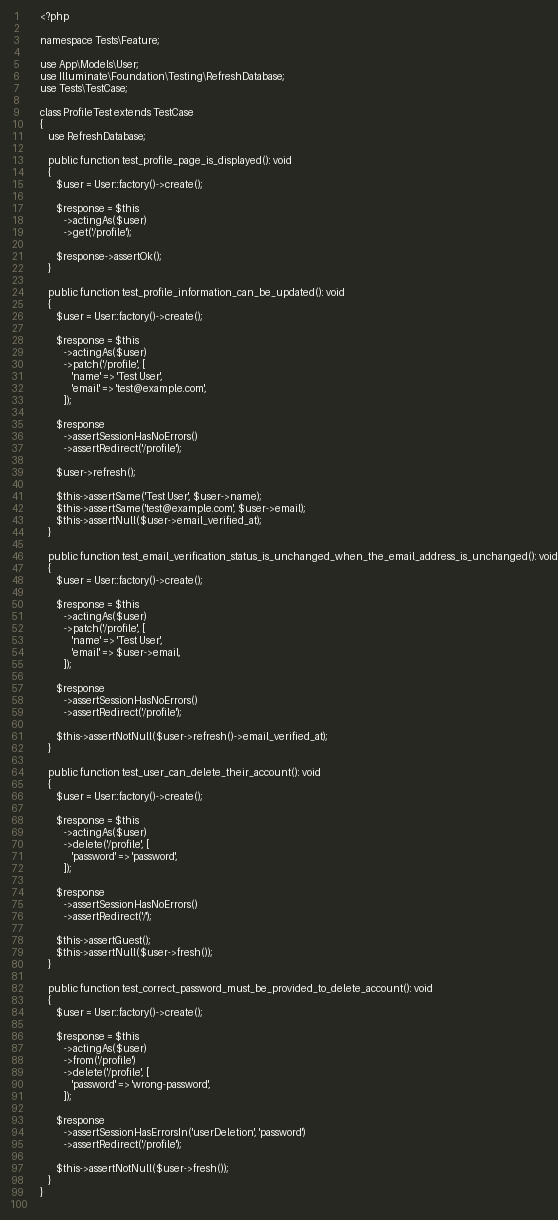 1 <?php
2
3 namespace Tests\Feature;
4
5 use App\Models\User;
6 use Illuminate\Foundation\Testing\RefreshDatabase;
7 use Tests\TestCase;
8
9 class ProfileTest extends TestCase
10 {
11     use RefreshDatabase;
12
13     public function test_profile_page_is_displayed(): void
14     {
15         $user = User::factory()->create();
16
17         $response = $this
18             ->actingAs($user)
19             ->get('/profile');
20
21         $response->assertOk();
22     }
23
24     public function test_profile_information_can_be_updated(): void
25     {
26         $user = User::factory()->create();
27
28         $response = $this
29             ->actingAs($user)
30             ->patch('/profile', [
31                 'name' => 'Test User',
32                 'email' => 'test@example.com',
33             ]);
34
35         $response
36             ->assertSessionHasNoErrors()
37             ->assertRedirect('/profile');
38
39         $user->refresh();
40
41         $this->assertSame('Test User', $user->name);
42         $this->assertSame('test@example.com', $user->email);
43         $this->assertNull($user->email_verified_at);
44     }
45
46     public function test_email_verification_status_is_unchanged_when_the_email_address_is_unchanged(): void
47     {
48         $user = User::factory()->create();
49
50         $response = $this
51             ->actingAs($user)
52             ->patch('/profile', [
53                 'name' => 'Test User',
54                 'email' => $user->email,
55             ]);
56
57         $response
58             ->assertSessionHasNoErrors()
59             ->assertRedirect('/profile');
60
61         $this->assertNotNull($user->refresh()->email_verified_at);
62     }
63
64     public function test_user_can_delete_their_account(): void
65     {
66         $user = User::factory()->create();
67
68         $response = $this
69             ->actingAs($user)
70             ->delete('/profile', [
71                 'password' => 'password',
72             ]);
73
74         $response
75             ->assertSessionHasNoErrors()
76             ->assertRedirect('/');
77
78         $this->assertGuest();
79         $this->assertNull($user->fresh());
80     }
81
82     public function test_correct_password_must_be_provided_to_delete_account(): void
83     {
84         $user = User::factory()->create();
85
86         $response = $this
87             ->actingAs($user)
88             ->from('/profile')
89             ->delete('/profile', [
90                 'password' => 'wrong-password',
91             ]);
92
93         $response
94             ->assertSessionHasErrorsIn('userDeletion', 'password')
95             ->assertRedirect('/profile');
96
97         $this->assertNotNull($user->fresh());
98     }
99 }
100